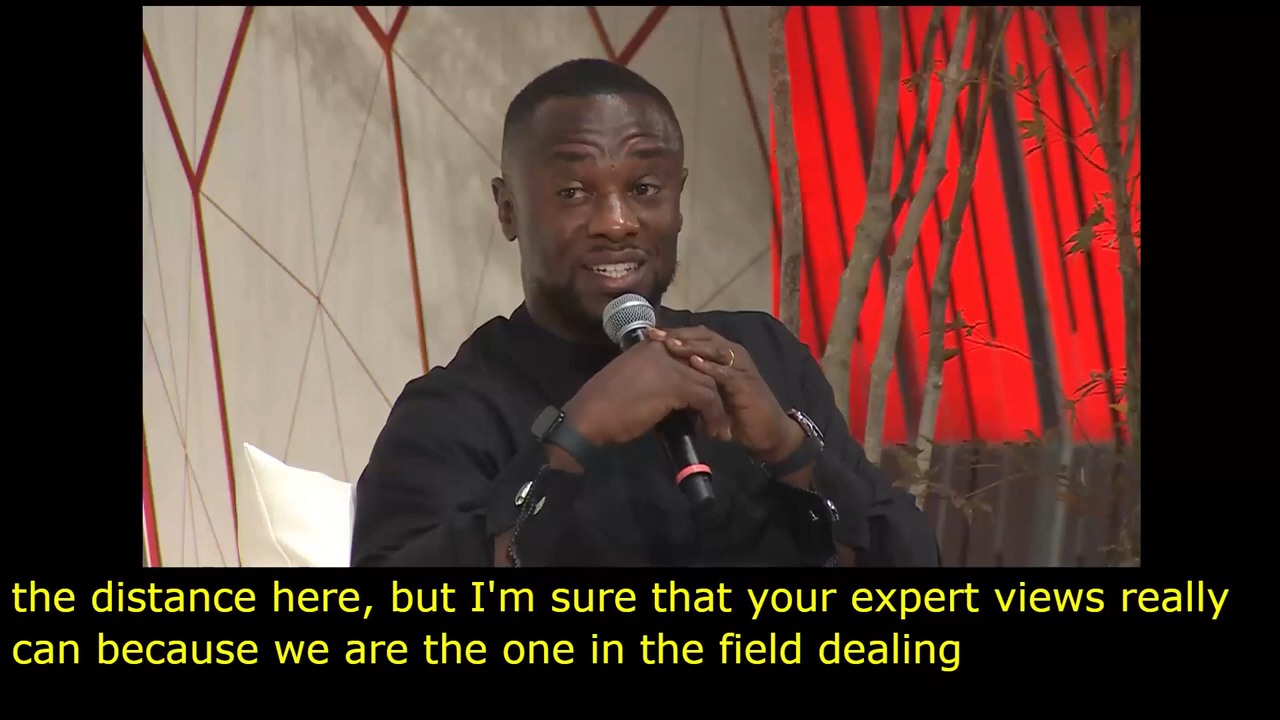 the distance here, but I'm sure that your expert views really
can because we are the one in the field dealing